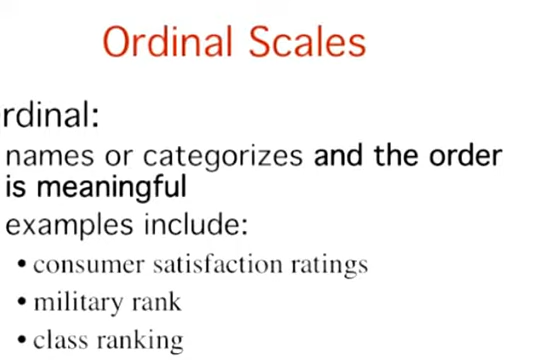 Ordinal Scales
rdinal:
names or categorizes and the order
is meaningful
examples include:
• consumer satisfaction ratings
• military rank
• class ranking